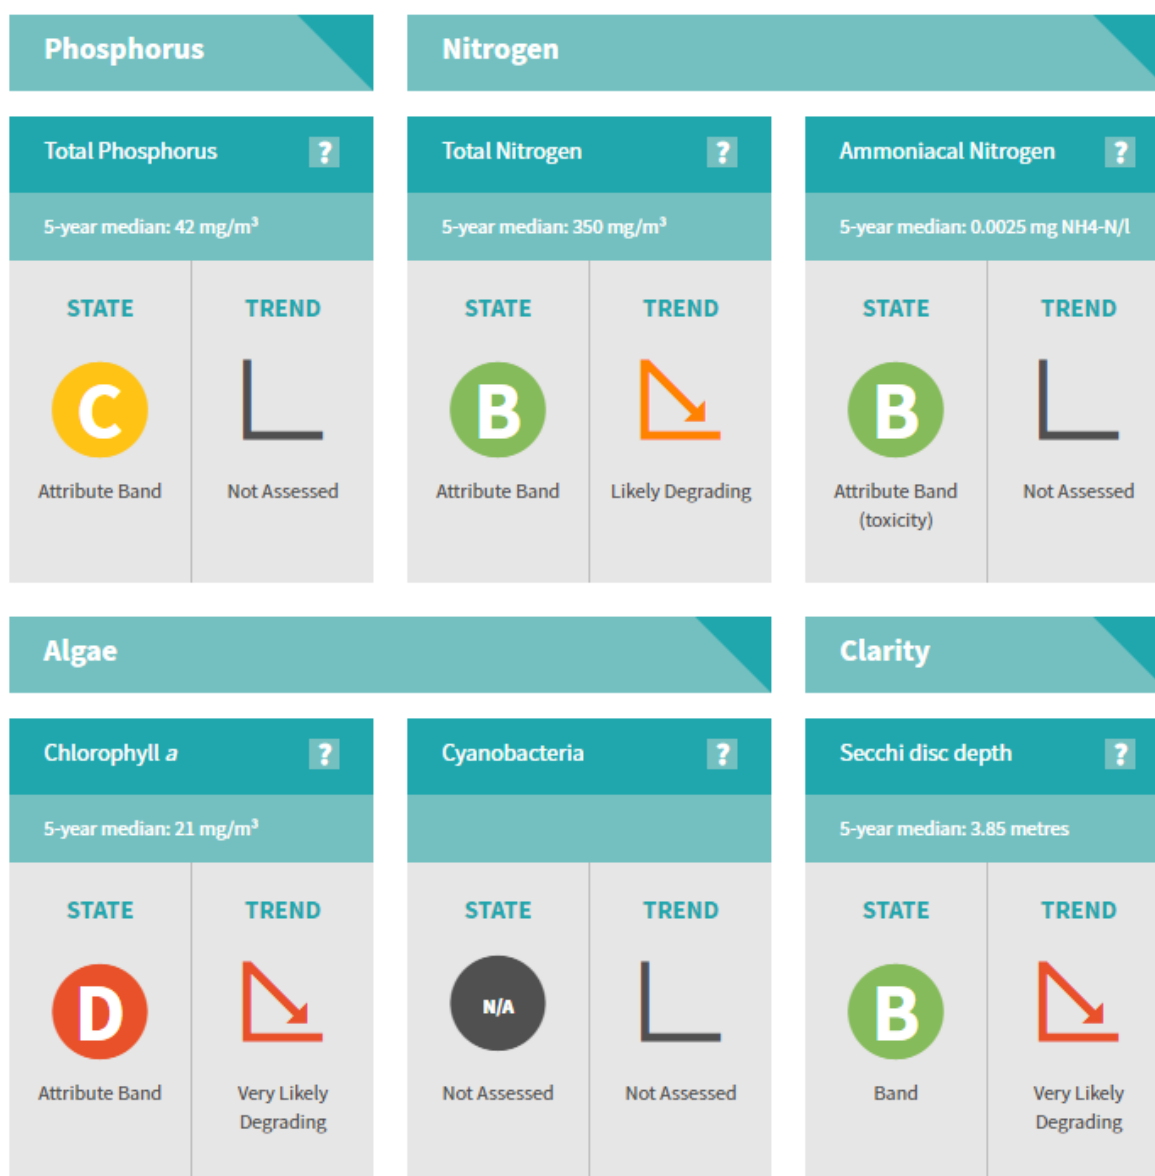 Phosphorus
Nitrogen
Total Phosphorus ?
Total Nitrogen ?
Ammoniacal Nitrogen ?
5-year median: 42 mg/m³
5-year median: 350 mg/m³
5-year median: 0.0025 mg NH4-N/l
STATE
TREND
STATE
TREND
STATE
TREND
C
B
B
Attribute Band
Not Assessed
Attribute Band
Likely Degrading
Attribute Band
(toxicity)
Not Assessed
Algae
Clarity
Chlorophyll a ?
Cyanobacteria ?
Secchi disc depth ?
5-year median: 21 mg/m³
5-year median: 3.85 metres
STATE
TREND
STATE
TREND
STATE
TREND
D
N/A
B
Attribute Band
Very Likely
Degrading
Not Assessed
Not Assessed
Band
Very Likely
Degrading